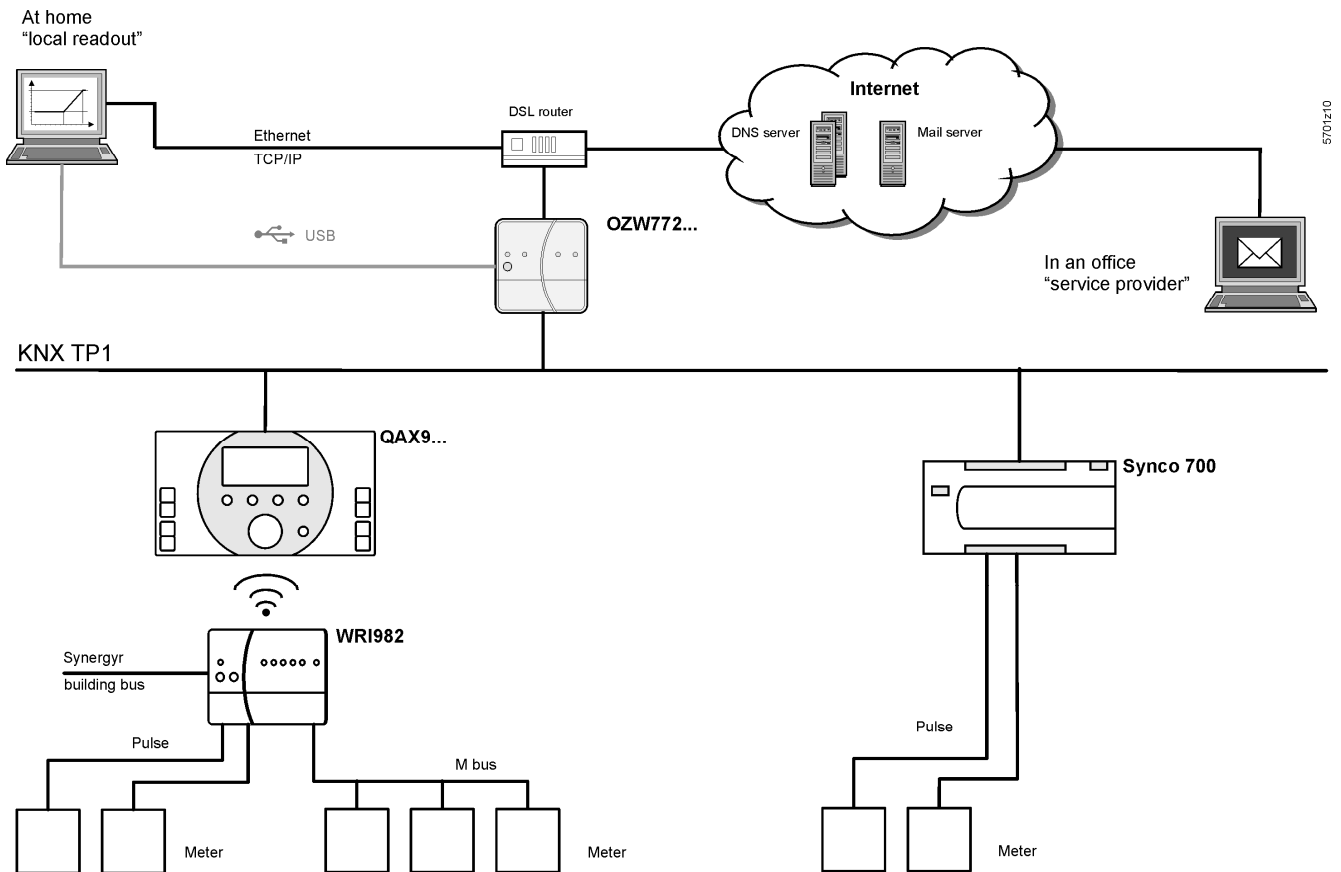 At home
“local readout”
DSL router
Internet
DNS server
Mail server
5701z10
Ethernet
TCP/IP
OZW772...
USB
In an office
“service provider”
KNX TP1
QAX9...
Synco 700
WRI982
Synergyr
building bus
Pulse
M bus
Pulse
Meter
Meter
Meter